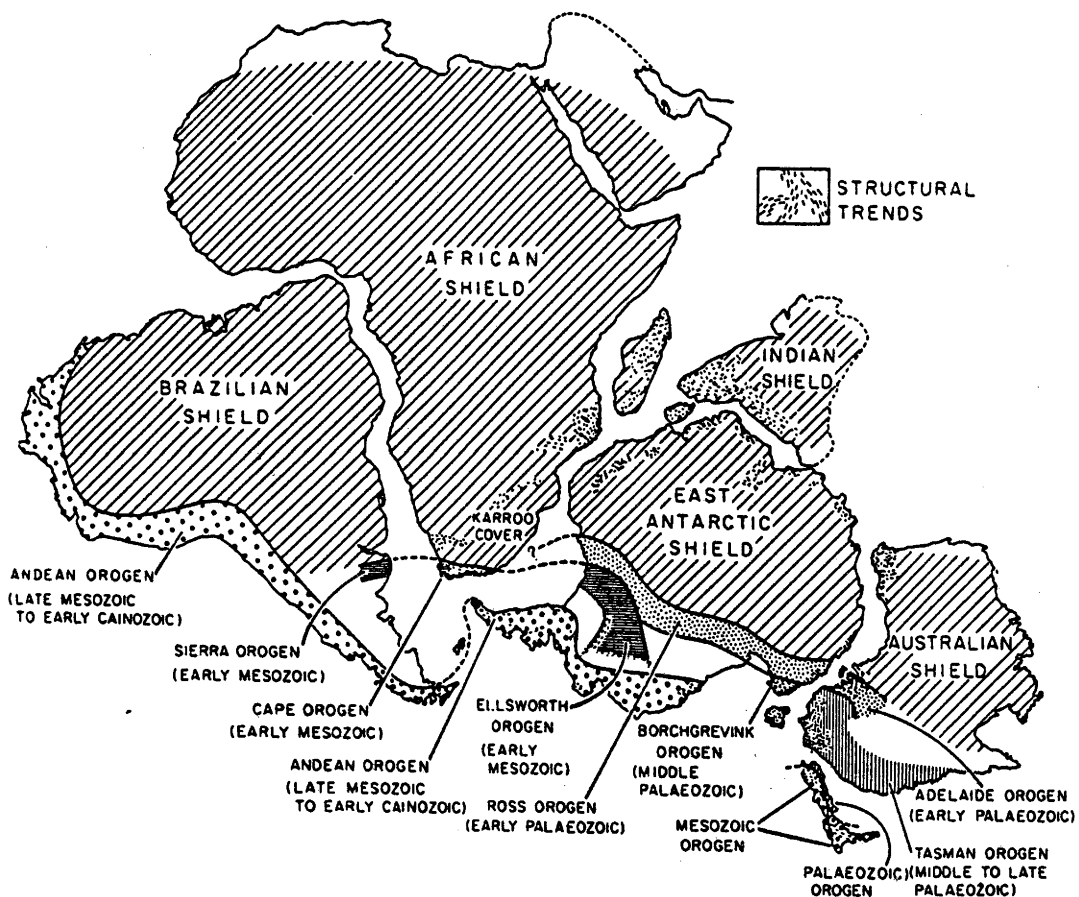 STRUCTURAL
TRENDS
AFRICAN
SHIELD
INDIAN
SHIELD
BRAZILIAN
SHIELD
EAST
ANTARCTIC
SHIELD
KARROO
COVER
?
AUSTRALIAN
SHIELD
ANDEAN OROGEN
(LATE MESOZOIC
TO EARLY CAINOZOIC)
SIERRA OROGEN
(EARLY MESOZOIC)
CAPE OROGEN
(EARLY MESOZOIC)
ANDEAN OROGEN
(LATE MESOZOIC
TO EARLY CAINOZOIC)
ELLSWORTH
OROGEN
(EARLY
MESOZOIC)
ROSS OROGEN
(EARLY PALAEOZOIC)
BORCHGREVINK
OROGEN
(MIDDLE
PALAEOZOIC)
MESOZOIC
OROGEN
PALAEOZOIC
OROGEN
ADELAIDE OROGEN
(EARLY PALAEOZOIC)
TASMAN OROGEN
(MIDDLE TO LATE
PALAEOZOIC)